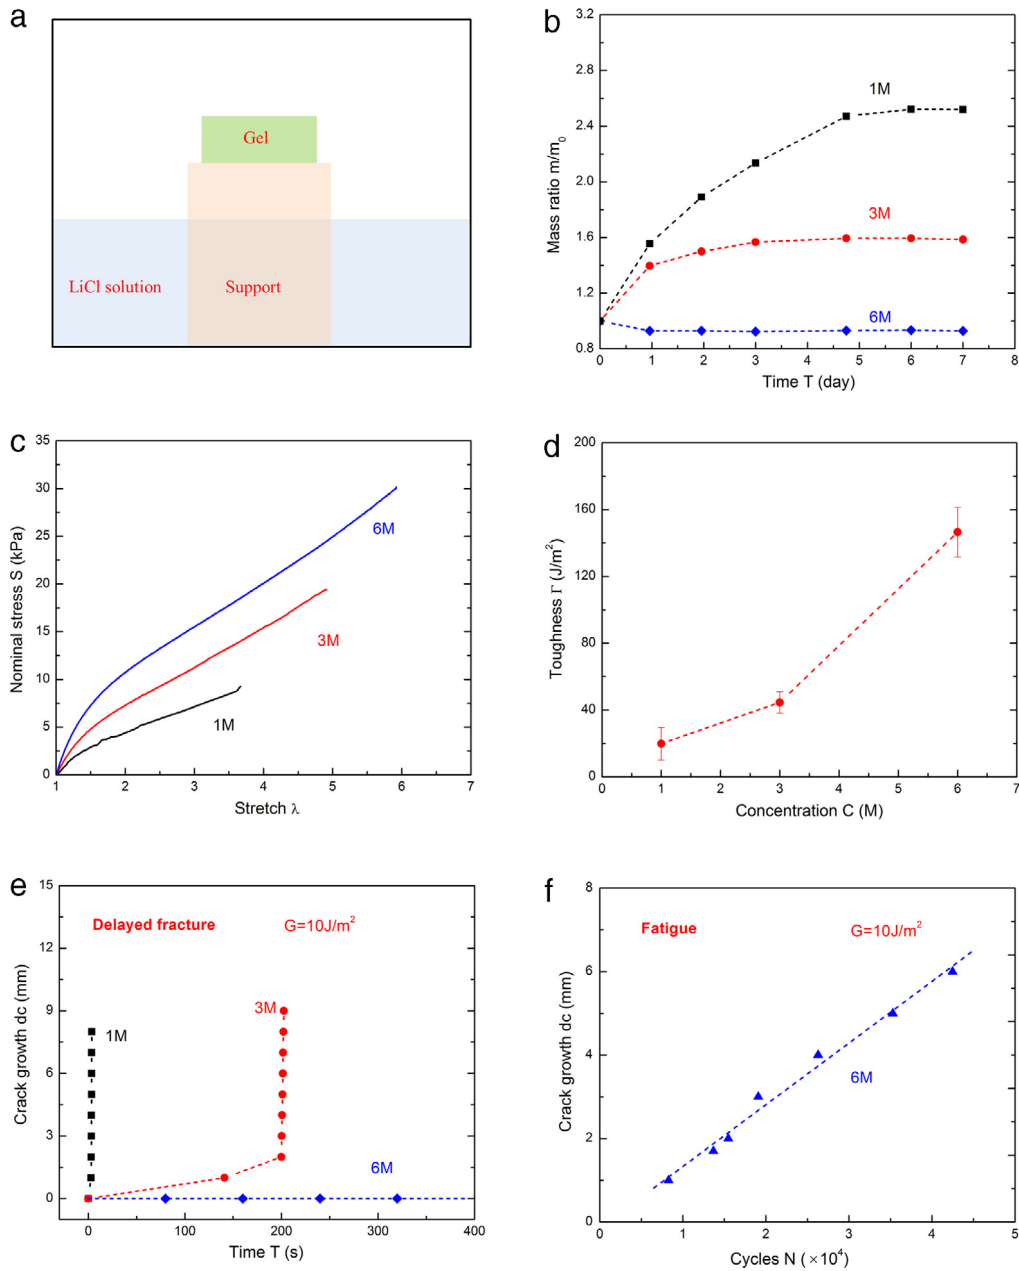 a
Gel
LiCl solution
Support
b
3.2
2.8
2.4
2.0
1.6
1.2
0.8
Mass ratio m/m₀
1M
3M
6M
0 1 2 3 4 5 6 7 8
Time T (day)
c
35
30
25
20
15
10
5
0
Nominal stress S (kPa)
6M
3M
1M
1 2 3 4 5 6 7
Stretch λ
d
200
160
120
80
40
0
Toughness Γ (J/m²)
0 1 2 3 4 5 6 7
Concentration C (M)
e
15
12
9
6
3
0
Crack growth dc (mm)
Delayed fracture G=10J/m²
3M
1M
6M
0 100 200 300 400
Time T (s)
f
8
6
4
2
0
Crack growth dc (mm)
Fatigue G=10J/m²
6M
0 1 2 3 4 5
Cycles N (×10⁴)